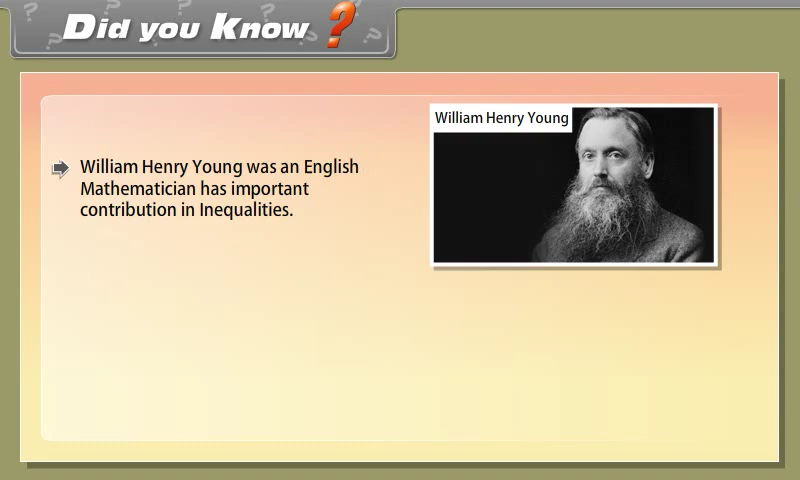 Did you Know ?
William Henry Young
William Henry Young was an English
Mathematician has important
contribution in Inequalities.